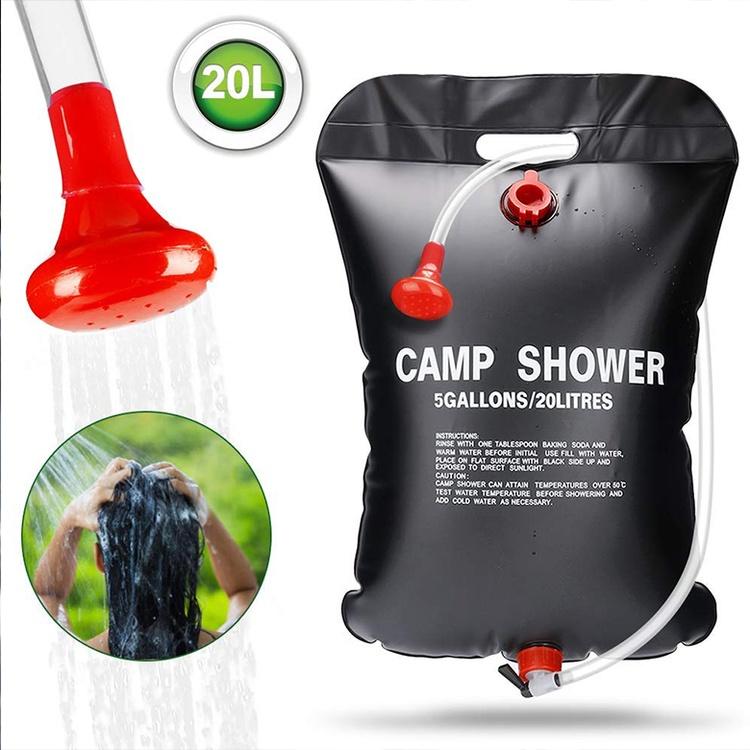 20L
CAMP SHOWER
5GALLONS/20LITRES
INSTRUCTIONS:
RINSE WITH ONE TABLESPOON BAKING SODA AND
WARM WATER BEFORE INITIAL USE FILL WITH WATER,
PLACE ON FLAT SURFACE WITH BLACK SIDE UP AND
EXPOSED TO DIRECT SUNLIGHT.
CAUTION:
CAMP SHOWER CAN ATTAIN TEMPERATURES OVER 50℃
TEST WATER TEMPERATURE BEFORE SHOWERING AND
ADD COLD WATER AS NECESSARY.